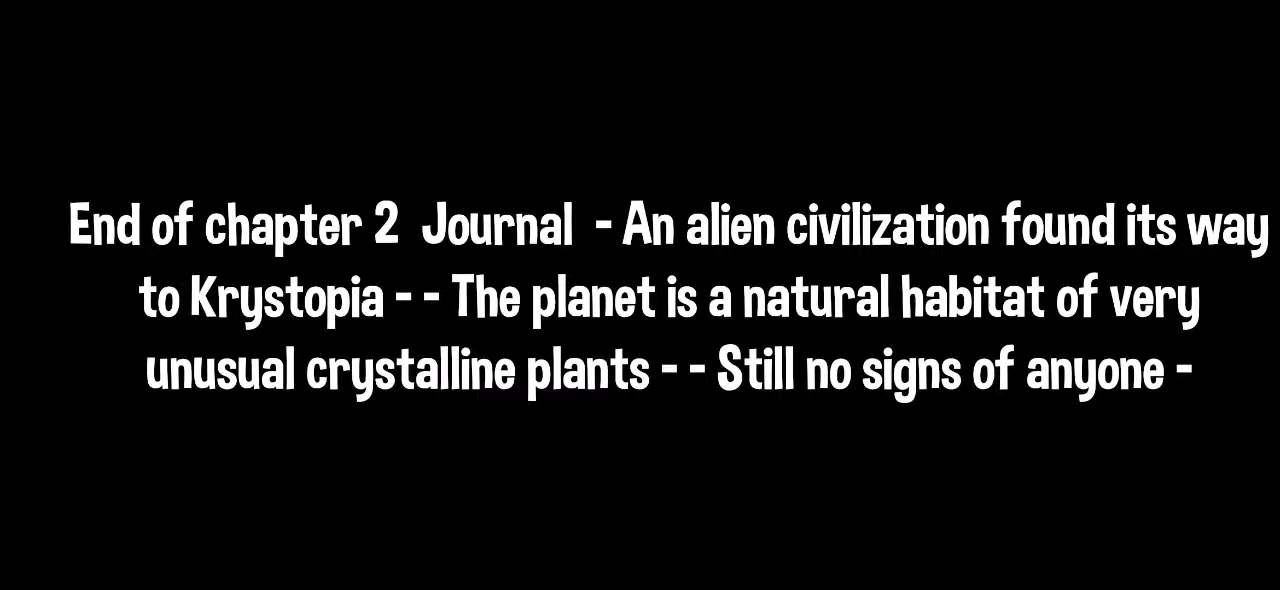 End of chapter 2  Journal  - An alien civilization found its way
to Krystopia - - The planet is a natural habitat of very
unusual crystalline plants - - Still no signs of anyone -